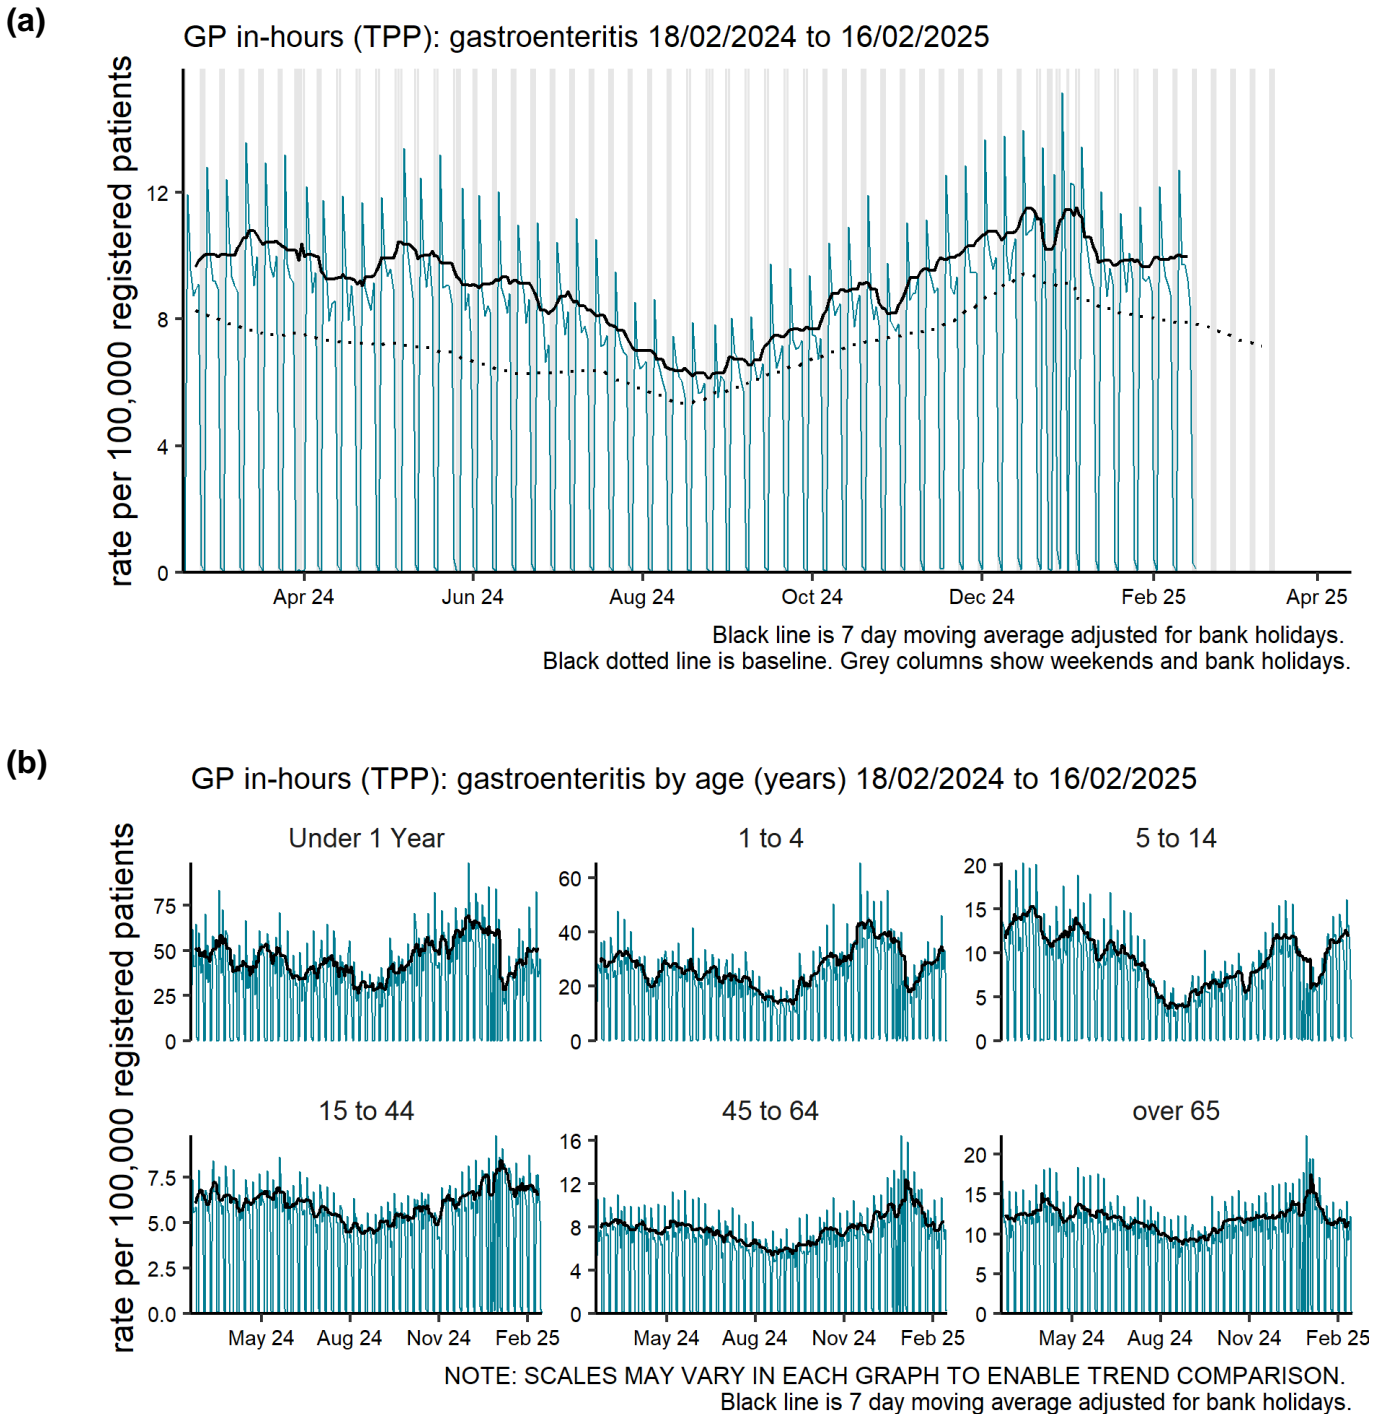 (a)
GP in-hours (TPP): gastroenteritis 18/02/2024 to 16/02/2025
rate per 100,000 registered patients
12
8
4
0
Apr 24 Jun 24 Aug 24 Oct 24 Dec 24 Feb 25 Apr 25
Black line is 7 day moving average adjusted for bank holidays.
Black dotted line is baseline. Grey columns show weekends and bank holidays.
(b)
GP in-hours (TPP): gastroenteritis by age (years) 18/02/2024 to 16/02/2025
rate per 100,000 registered patients
Under 1 Year
75
50
25
0
1 to 4
60
40
20
0
5 to 14
20
15
10
5
0
15 to 44
7.5
5.0
2.5
0.0
May 24 Aug 24 Nov 24 Feb 25
45 to 64
16
12
8
4
0
May 24 Aug 24 Nov 24 Feb 25
over 65
20
15
10
5
0
May 24 Aug 24 Nov 24 Feb 25
NOTE: SCALES MAY VARY IN EACH GRAPH TO ENABLE TREND COMPARISON.
Black line is 7 day moving average adjusted for bank holidays.